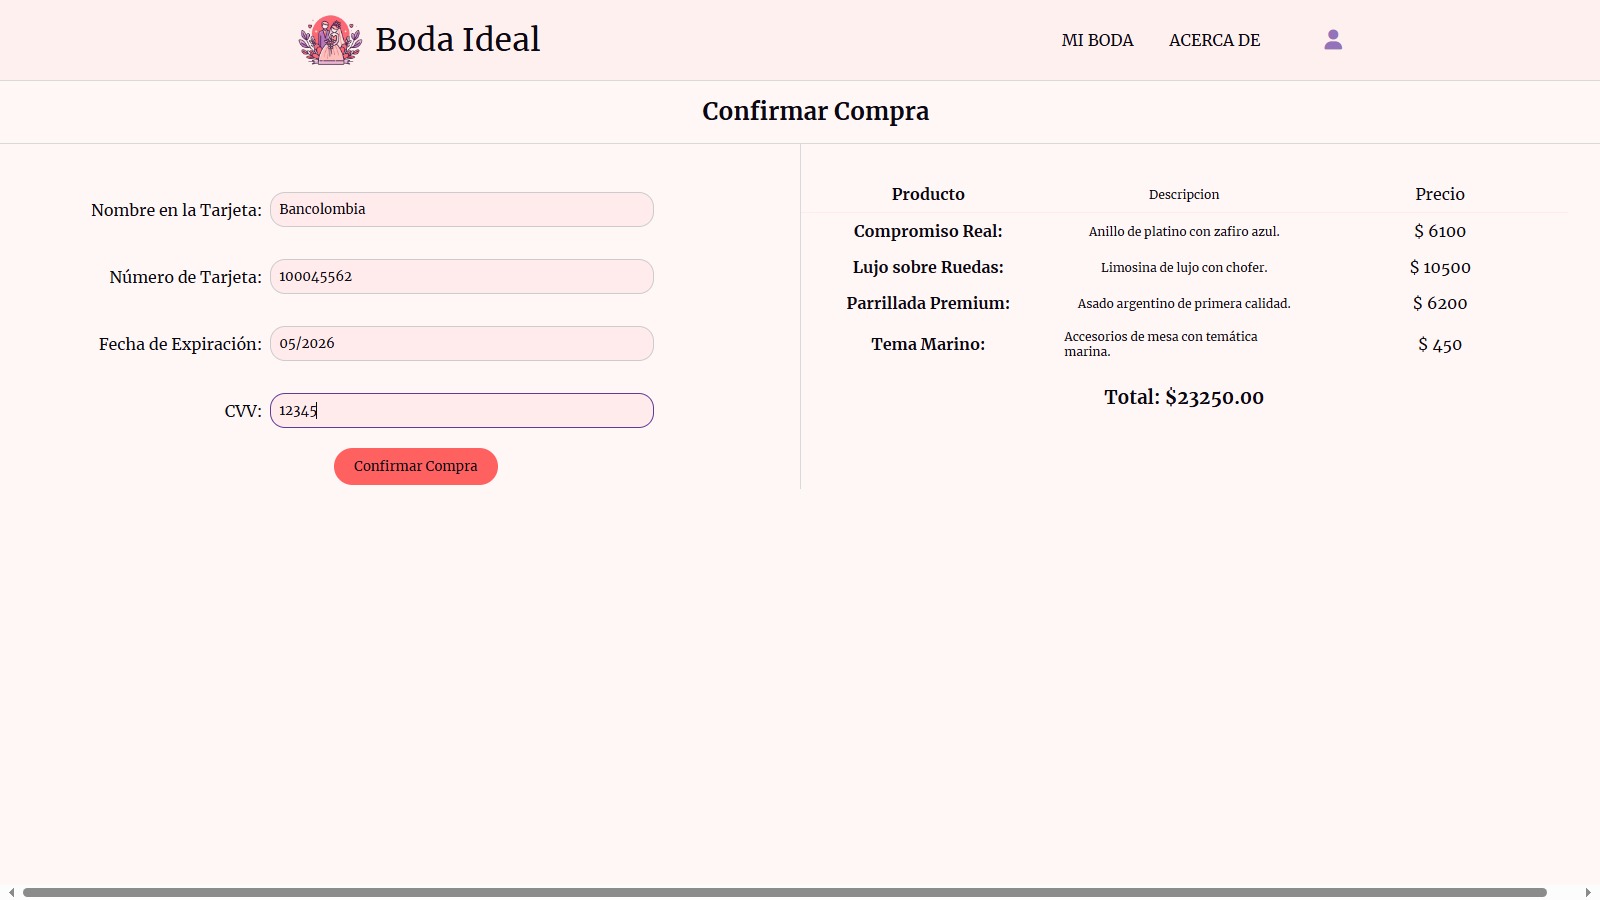 Boda Ideal
MI BODA
ACERCA DE
Confirmar Compra
Nombre en la Tarjeta: Bancolombia
Número de Tarjeta: 100045562
Fecha de Expiración: 05/2026
CVV: 12345
Confirmar Compra
Producto Descripcion Precio
Compromiso Real: Anillo de platino con zafiro azul. $ 6100
Lujo sobre Ruedas: Limosina de lujo con chofer. $ 10500
Parrillada Premium: Asado argentino de primera calidad. $ 6200
Tema Marino: Accesorios de mesa con temática
marina. $ 450
Total: $23250.00